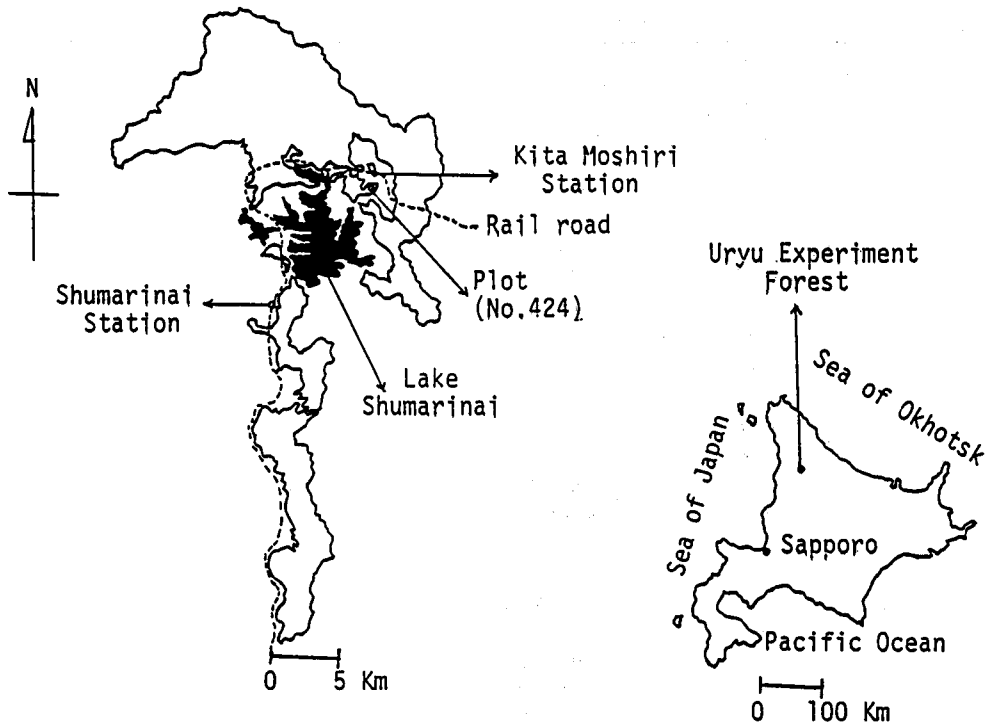 N
Kita Moshiri
Station
Rail road
Plot
(No.424)
Shumarinai
Station
Lake
Shumarinai
0 5 Km
Uryu Experiment
Forest
Sea of Okhotsk
Sea of Japan
Sapporo
Pacific Ocean
0 100 Km